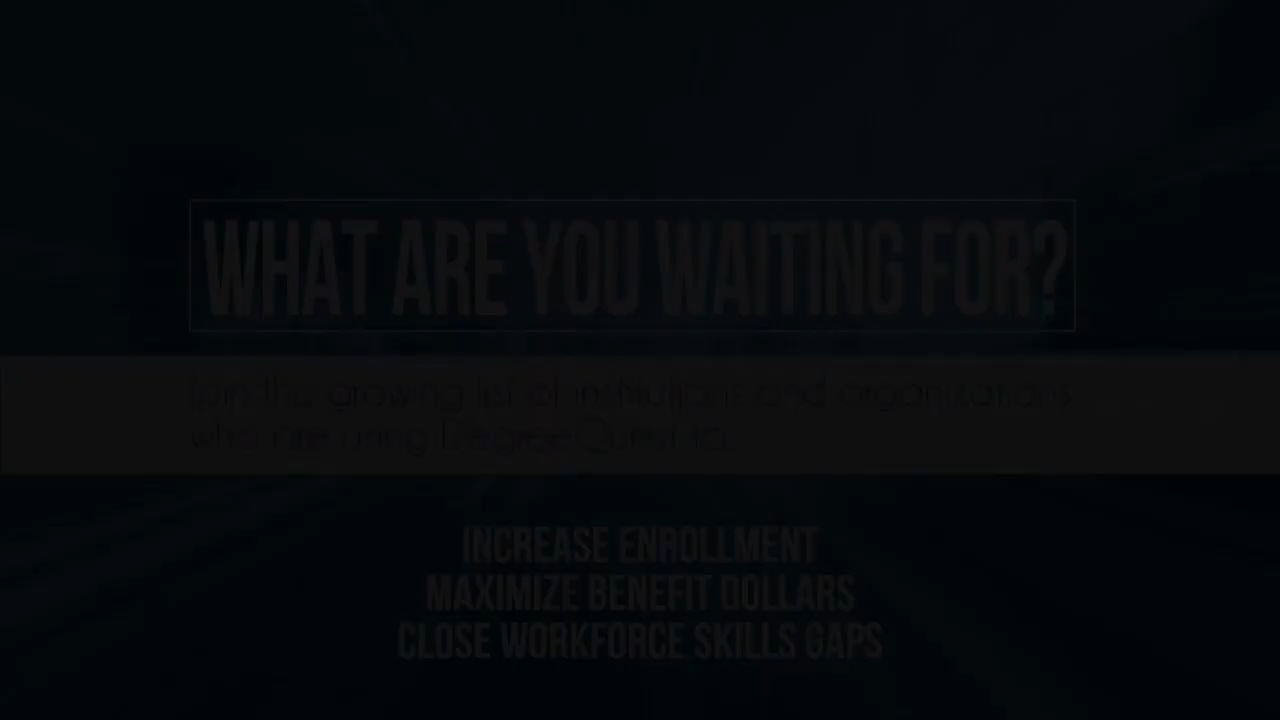 WHAT ARE YOU WAITING FOR?
Join the growing list of institutions and organizations
who are using DegreeQuest to:
INCREASE ENROLLMENT
MAXIMIZE BENEFIT DOLLARS
CLOSE WORKFORCE SKILLS GAPS